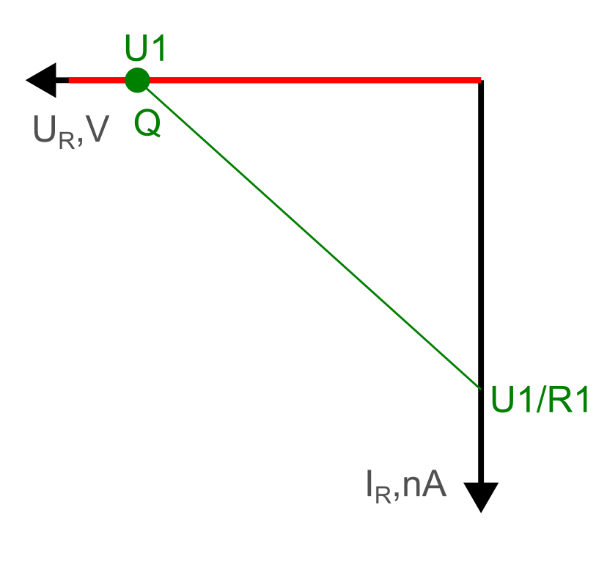 U1
U_R,V
Q
U1/R1
I_R,nA